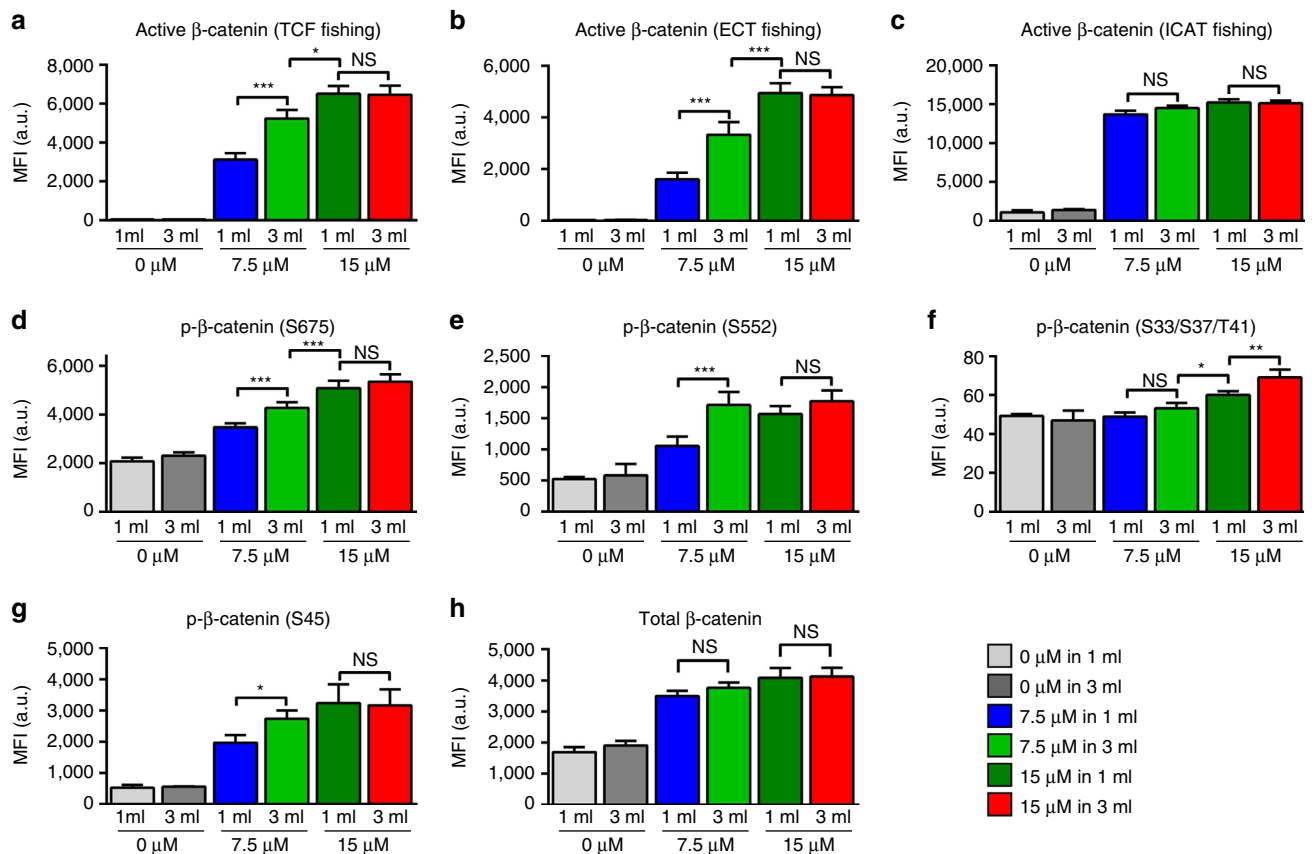 a
Active β-catenin (TCF fishing)
MFI (a.u.)
8,000
6,000
4,000
2,000
0
***
*
NS
1ml 3 ml 1 ml 3 ml 1 ml 3 ml
0 μM 7.5 μM 15 μM
b
Active β-catenin (ECT fishing)
MFI (a.u.)
6,000
4,000
2,000
0
***
***
NS
1 ml 3 ml 1 ml 3 ml 1 ml 3 ml
0 μM 7.5 μM 15 μM
c
Active β-catenin (ICAT fishing)
MFI (a.u.)
20,000
15,000
10,000
5,000
0
NS
NS
1 ml 3 ml 1 ml 3 ml 1 ml 3 ml
0 μM 7.5 μM 15 μM
d
p-β-catenin (S675)
MFI (a.u.)
6,000
4,000
2,000
0
***
***
NS
1 ml 3 ml 1 ml 3 ml 1 ml 3 ml
0 μM 7.5 μM 15 μM
e
p-β-catenin (S552)
MFI (a.u.)
2,500
2,000
1,500
1,000
500
0
***
NS
1 ml 3 ml 1 ml 3 ml 1 ml 3 ml
0 μM 7.5 μM 15 μM
f
p-β-catenin (S33/S37/T41)
MFI (a.u.)
80
60
40
20
0
NS
*
**
1 ml 3 ml 1 ml 3 ml 1 ml 3 ml
0 μM 7.5 μM 15 μM
g
p-β-catenin (S45)
MFI (a.u.)
5,000
4,000
3,000
2,000
1,000
0
*
NS
1ml 3 ml 1 ml 3 ml 1 ml 3 ml
0 μM 7.5 μM 15 μM
h
Total β-catenin
MFI (a.u.)
5,000
4,000
3,000
2,000
1,000
0
NS
NS
1 ml 3 ml 1 ml 3 ml 1 ml 3 ml
0 μM 7.5 μM 15 μM
0 μM in 1 ml
0 μM in 3 ml
7.5 μM in 1 ml
7.5 μM in 3 ml
15 μM in 1 ml
15 μM in 3 ml